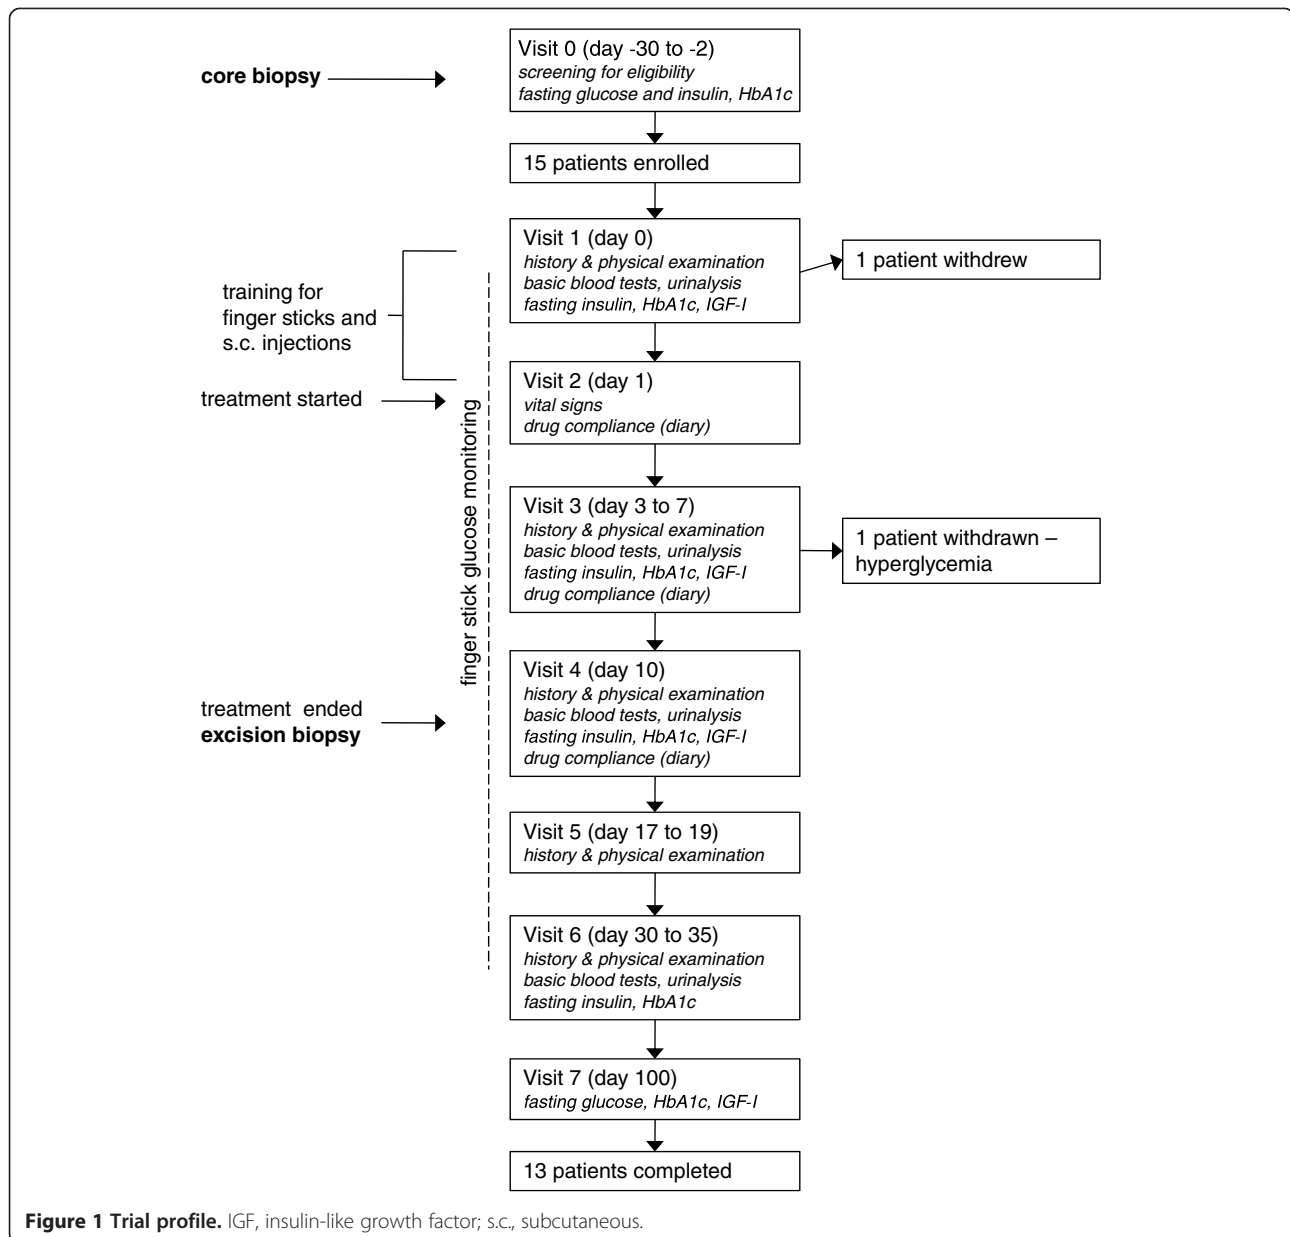 core biopsy
Visit 0 (day -30 to -2)
screening for eligibility
fasting glucose and insulin, HbA1c
15 patients enrolled
Visit 1 (day 0)
history & physical examination
basic blood tests, urinalysis
fasting insulin, HbA1c, IGF-I
1 patient withdrew
training for
finger sticks and
s.c. injections
treatment started
Visit 2 (day 1)
vital signs
drug compliance (diary)
finger stick glucose monitoring
Visit 3 (day 3 to 7)
history & physical examination
basic blood tests, urinalysis
fasting insulin, HbA1c, IGF-I
drug compliance (diary)
1 patient withdrawn –
hyperglycemia
treatment ended
excision biopsy
Visit 4 (day 10)
history & physical examination
basic blood tests, urinalysis
fasting insulin, HbA1c, IGF-I
drug compliance (diary)
Visit 5 (day 17 to 19)
history & physical examination
Visit 6 (day 30 to 35)
history & physical examination
basic blood tests, urinalysis
fasting insulin, HbA1c
Visit 7 (day 100)
fasting glucose, HbA1c, IGF-I
13 patients completed
Figure 1 Trial profile. IGF, insulin-like growth factor; s.c., subcutaneous.